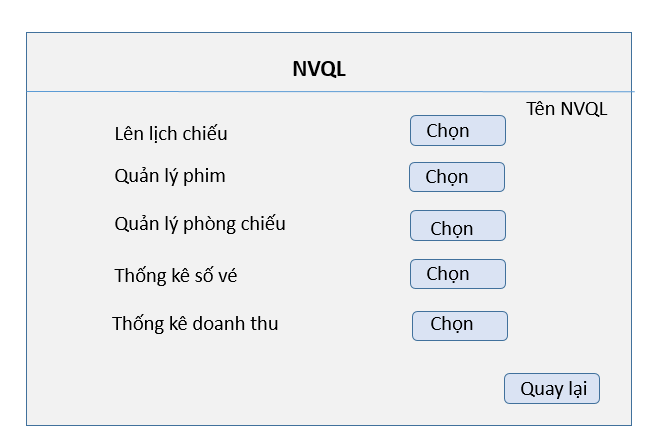 NVQL
Tên NVQL
Lên lịch chiếu Chọn
Quản lý phim Chọn
Quản lý phòng chiếu Chọn
Thống kê số vé Chọn
Thống kê doanh thu Chọn
Quay lại